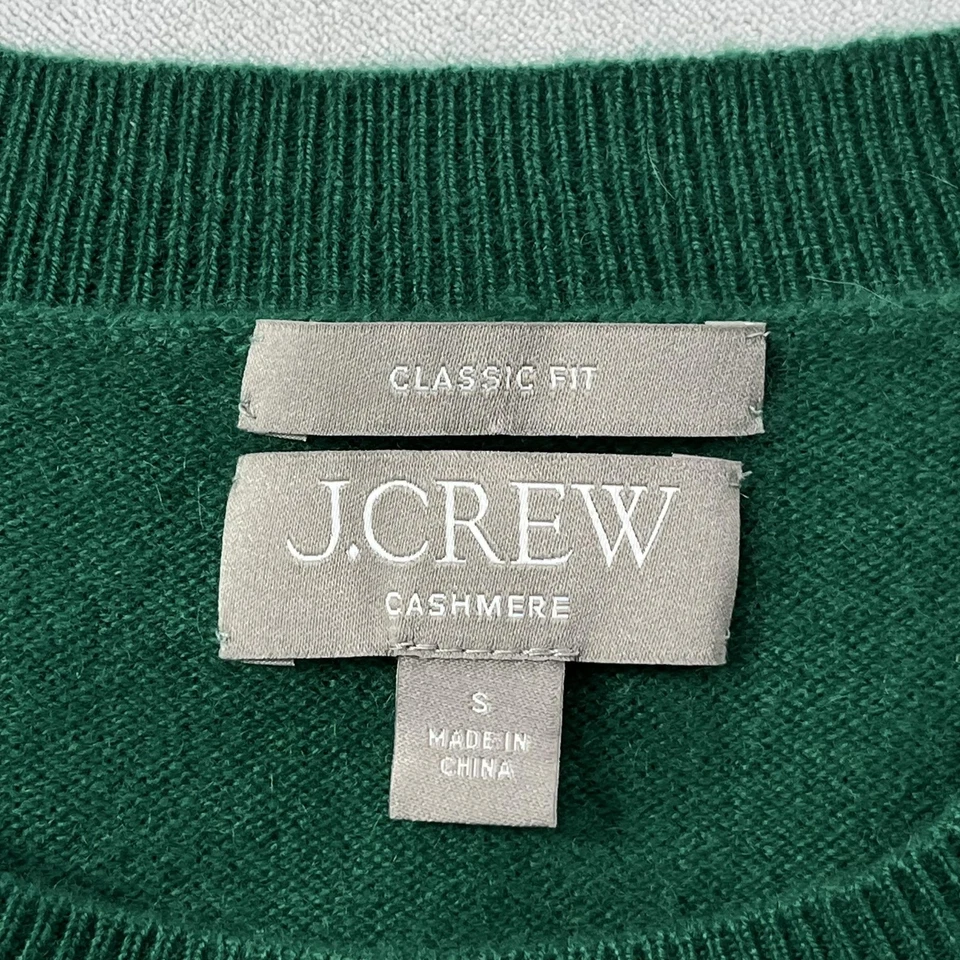 CLASSIC FIT
J.CREW
CASHMERE
S
MADE IN
CHINA